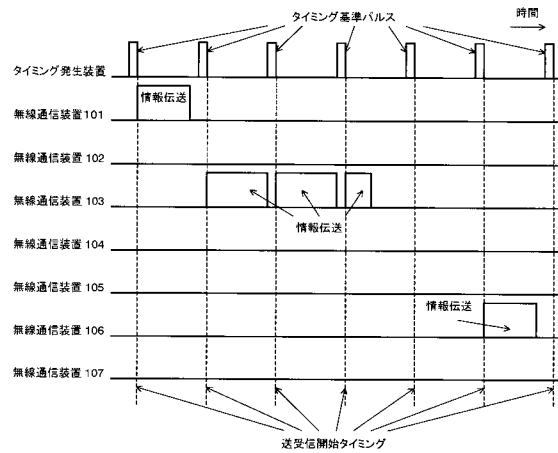 タイミング基準パルス
時間
タイミング発生装置
無線通信装置101
情報伝送
無線通信装置 102
無線通信装置 103
情報伝送
無線通信装置 104
無線通信装置 105
無線通信装置 106
情報伝送
無線通信装置 107
送受信開始タイミング